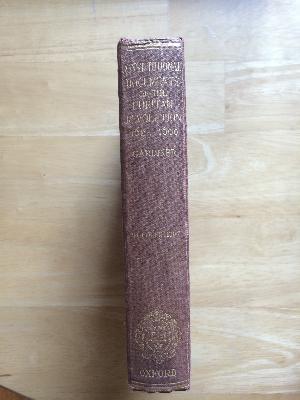 CONSTITUTIONAL
DOCUMENTS
OF THE
PURITAN
REVOLUTION
1625-1660
GARDINER
OXFORD